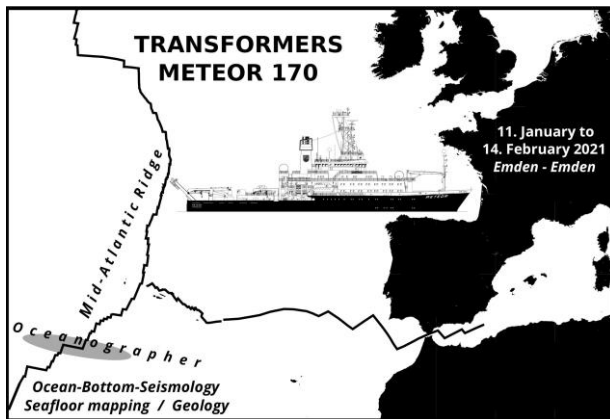 TRANSFORMERS
METEOR 170
11. January to
14. February 2021
Emden - Emden
METEOR
Mid-Atlantic Ridge
Oceanographer
Ocean-Bottom-Seismology
Seafloor mapping / Geology